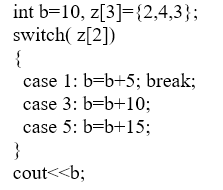 int b=10, z[3]={2,4,3};
switch( z[2])
{
case 1: b=b+5; break;
case 3: b=b+10;
case 5: b=b+15;
}
cout<<b;